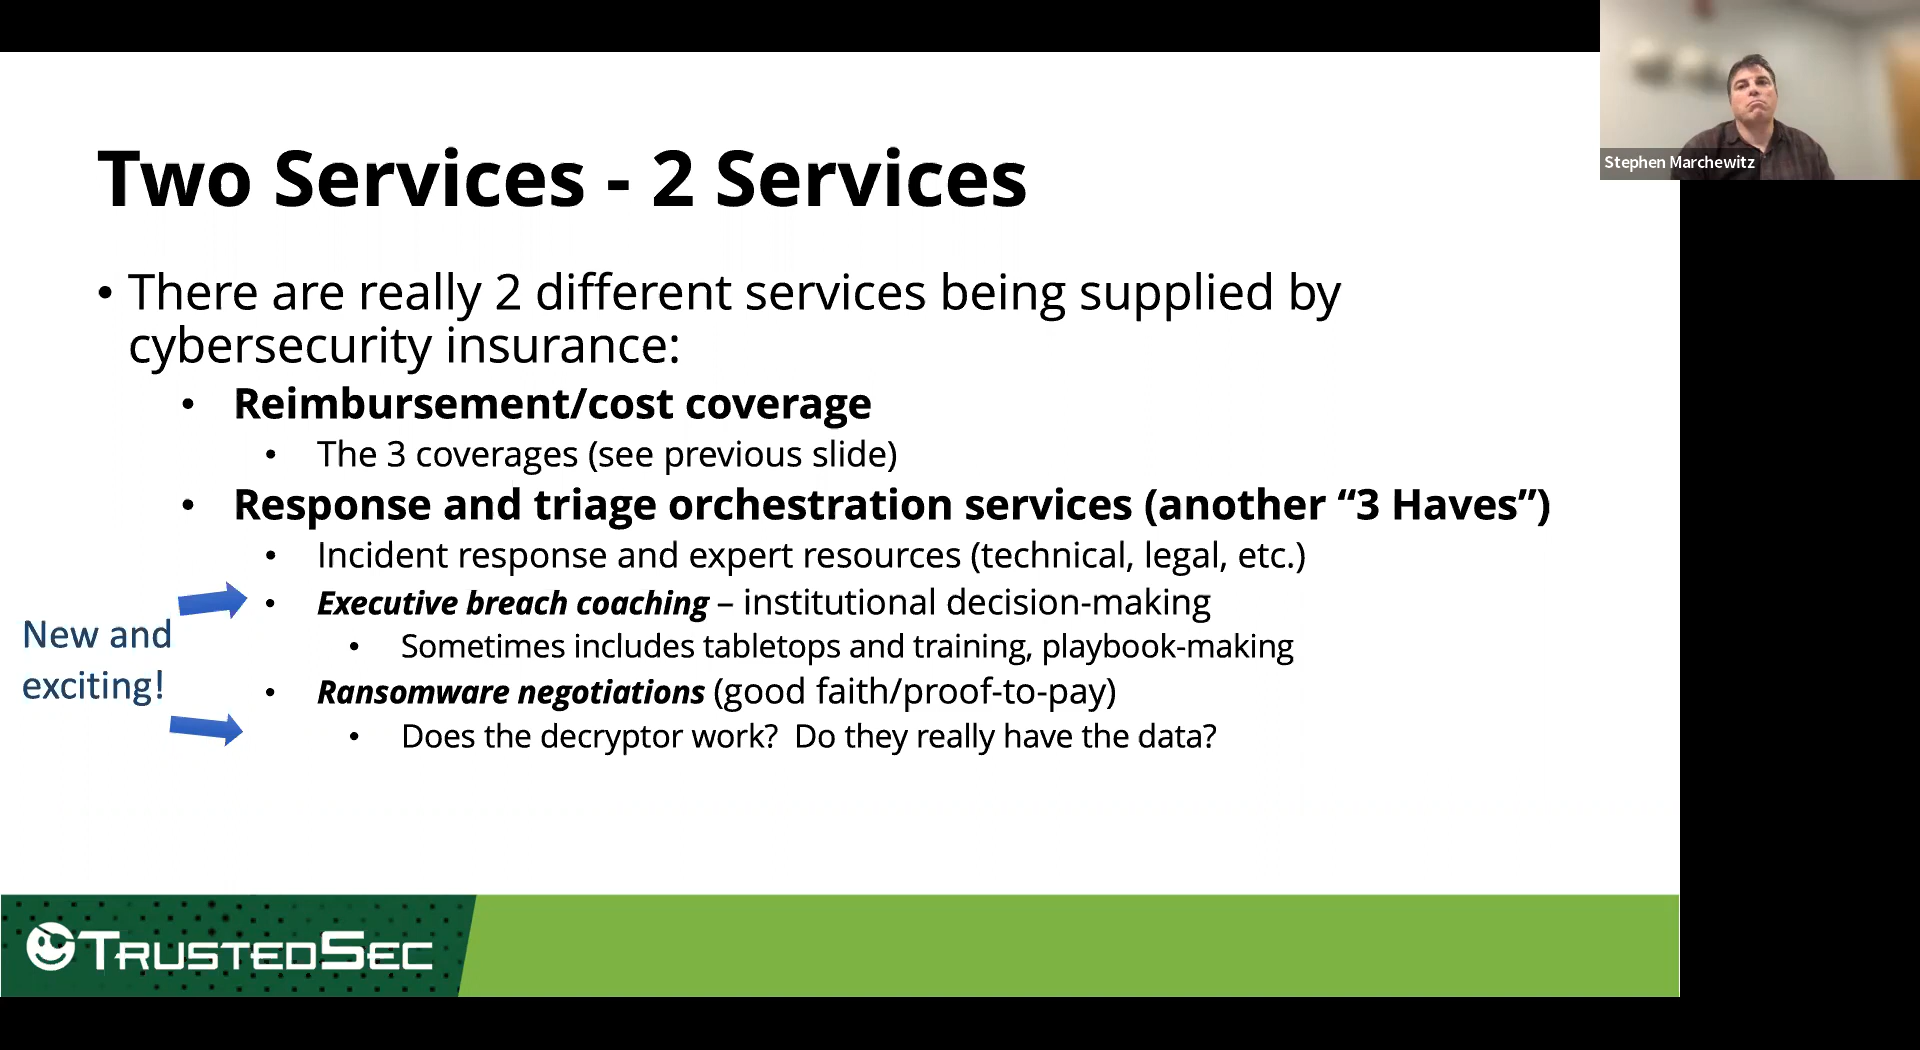 Stephen Marchewitz
Two Services - 2 Services
• There are really 2 different services being supplied by
cybersecurity insurance:
• Reimbursement/cost coverage
• The 3 coverages (see previous slide)
• Response and triage orchestration services (another “3 Haves”)
• Incident response and expert resources (technical, legal, etc.)
• Executive breach coaching – institutional decision-making
• Sometimes includes tabletops and training, playbook-making
• Ransomware negotiations (good faith/proof-to-pay)
• Does the decryptor work?  Do they really have the data?
New and
exciting!
TRUSTEDSEC